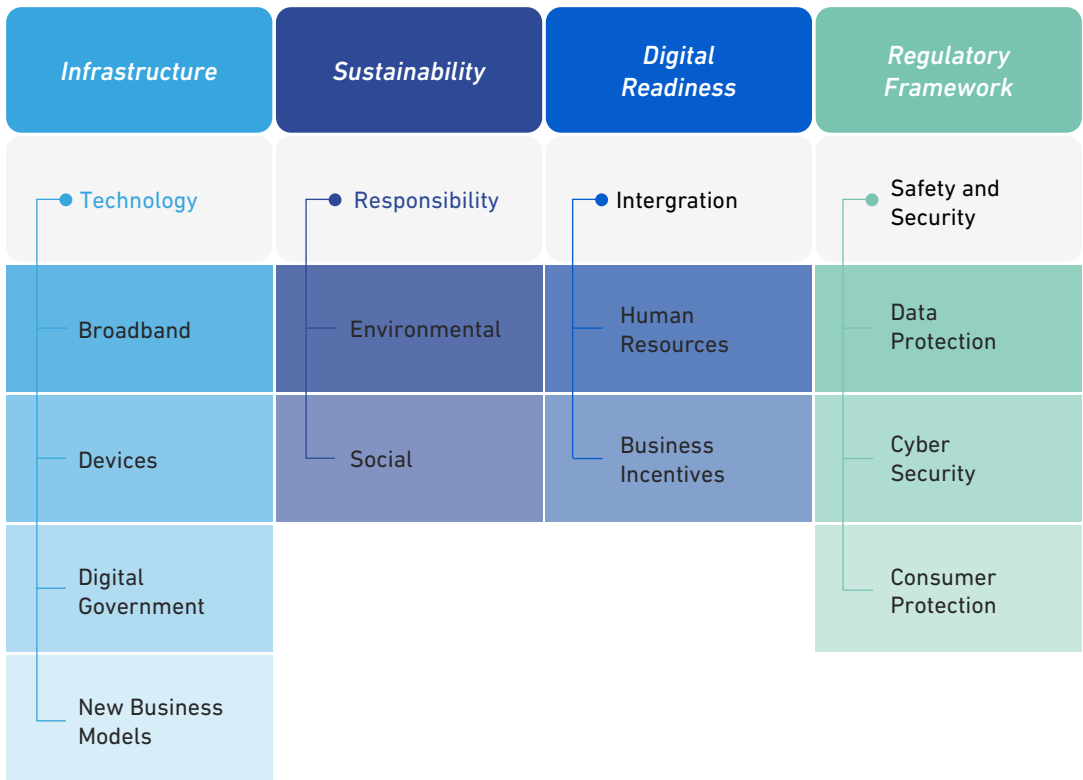 Infrastructure
Sustainability
Digital
Readiness
Regulatory
Framework
Technology
Responsibility
Intergration
Safety and
Security
Broadband
Environmental
Human
Resources
Data
Protection
Devices
Social
Business
Incentives
Cyber
Security
Digital
Government
Consumer
Protection
New Business
Models